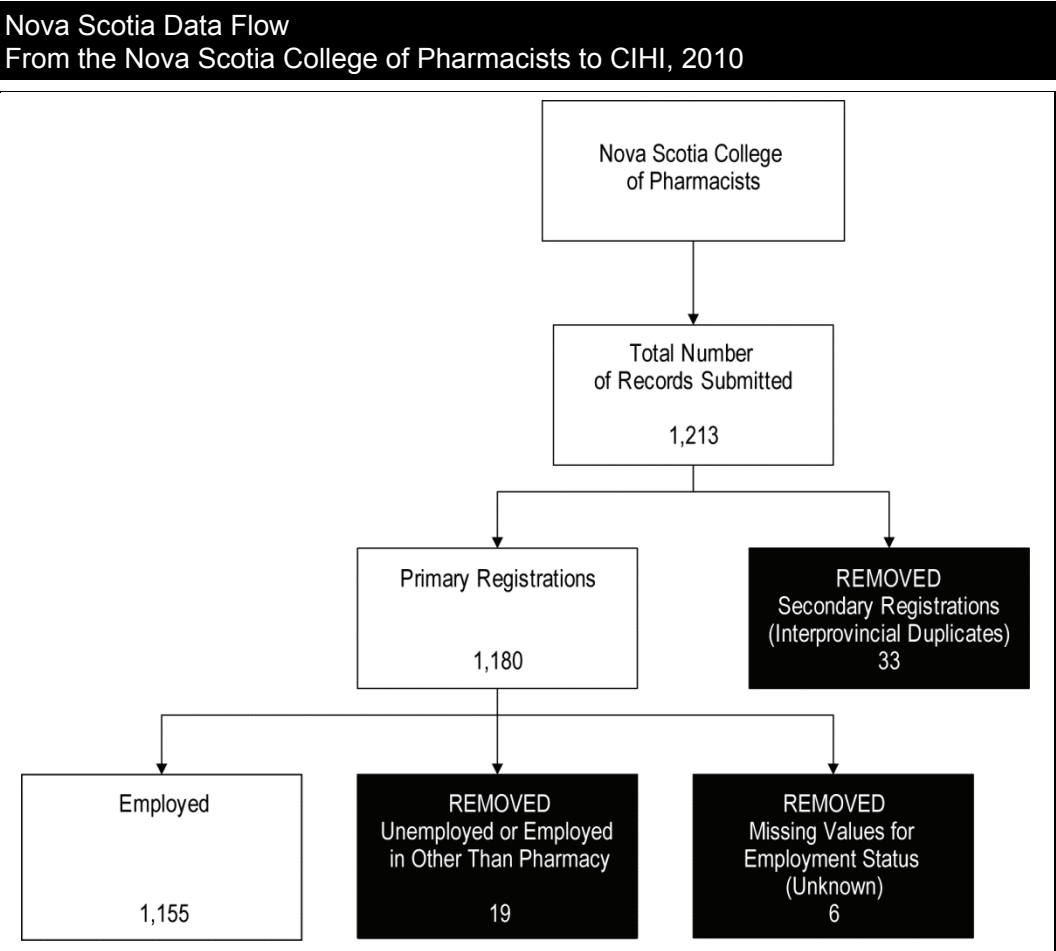 Nova Scotia Data Flow
From the Nova Scotia College of Pharmacists to CIHI, 2010
Nova Scotia College
of Pharmacists
Total Number
of Records Submitted
1,213
Primary Registrations
1,180
REMOVED
Secondary Registrations
(Interprovincial Duplicates)
33
Employed
1,155
REMOVED
Unemployed or Employed
in Other Than Pharmacy
19
REMOVED
Missing Values for
Employment Status
(Unknown)
6